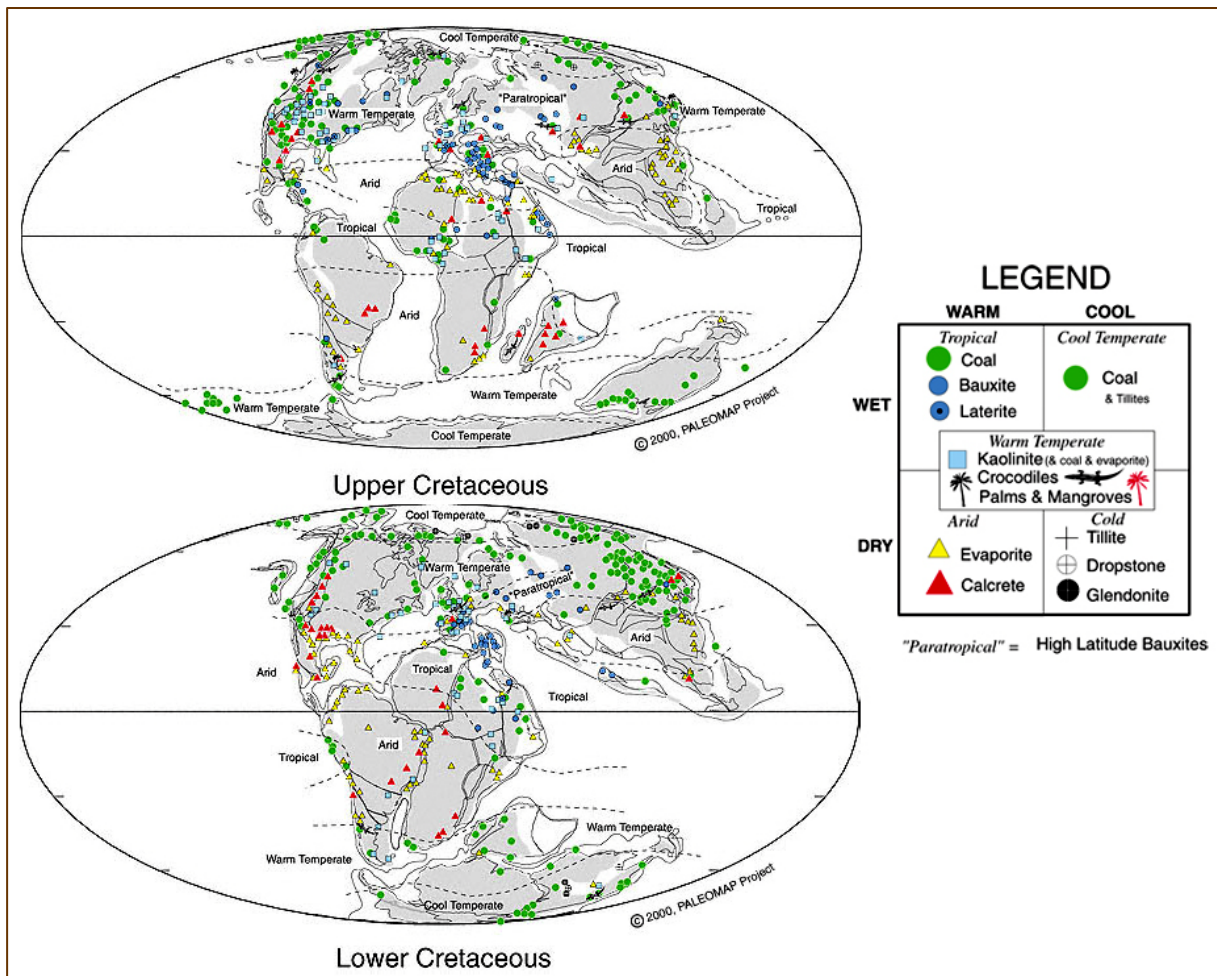 Cool Temperate
"Paratropical"
Warm Temperate
Warm Temperate
Arid
Arid
Tropical
Tropical
Tropical
Arid
Warm Temperate
Warm Temperate
Cool Temperate
© 2000, PALEOMAP Project
Upper Cretaceous
Cool Temperate
Warm Temperate
"Paratropical"
Arid
Arid
Tropical
Tropical
Arid
Tropical
Warm Temperate
Warm Temperate
Cool Temperate
© 2000, PALEOMAP Project
Lower Cretaceous
LEGEND
WARM COOL
Tropical Cool Temperate
Coal Coal
& Tillites
Bauxite
WET
Laterite
Warm Temperate
Kaolinite (& coal & evaporite)
Crocodiles
Palms & Mangroves
Arid Cold
DRY
Tillite
Evaporite
Dropstone
Calcrete
Glendonite
"Paratropical" = High Latitude Bauxites